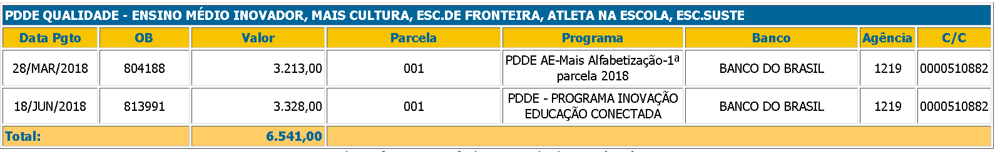 PDDE QUALIDADE - ENSINO MÉDIO INOVADOR, MAIS CULTURA, ESC.DE FRONTEIRA, ATLETA NA ESCOLA, ESC.SUSTE
Data Pgto OB Valor Parcela Programa Banco Agência C/C
28/MAR/2018 804188 3.213,00 001 PDDE AE-Mais Alfabetização-1ª parcela 2018 BANCO DO BRASIL 1219 0000510882
18/JUN/2018 813991 3.328,00 001 PDDE - PROGRAMA INOVAÇÃO EDUCAÇÃO CONECTADA BANCO DO BRASIL 1219 0000510882
Total: 6.541,00